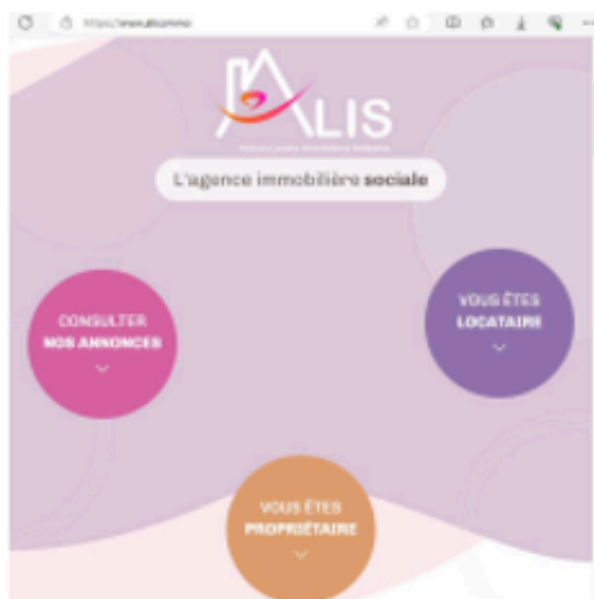 ALIS
L'agence immobilière sociale
CONSULTER
NOS ANNONCES
VOUS ÊTES
LOCATAIRE
VOUS ÊTES
PROPRIÉTAIRE